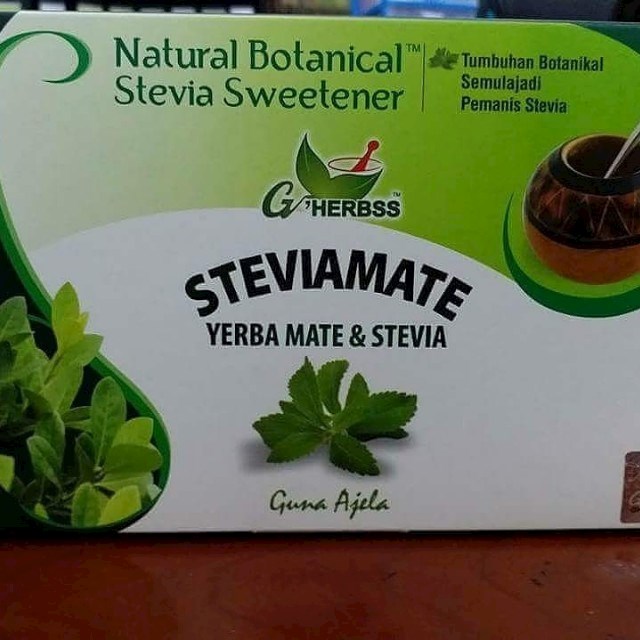 Natural Botanical™
Stevia Sweetener
Tumbuhan Botanikal
Semulajadi
Pemanis Stevia
G'HERBSS™
STEVIAMATE
YERBA MATE & STEVIA
Guna Ajela